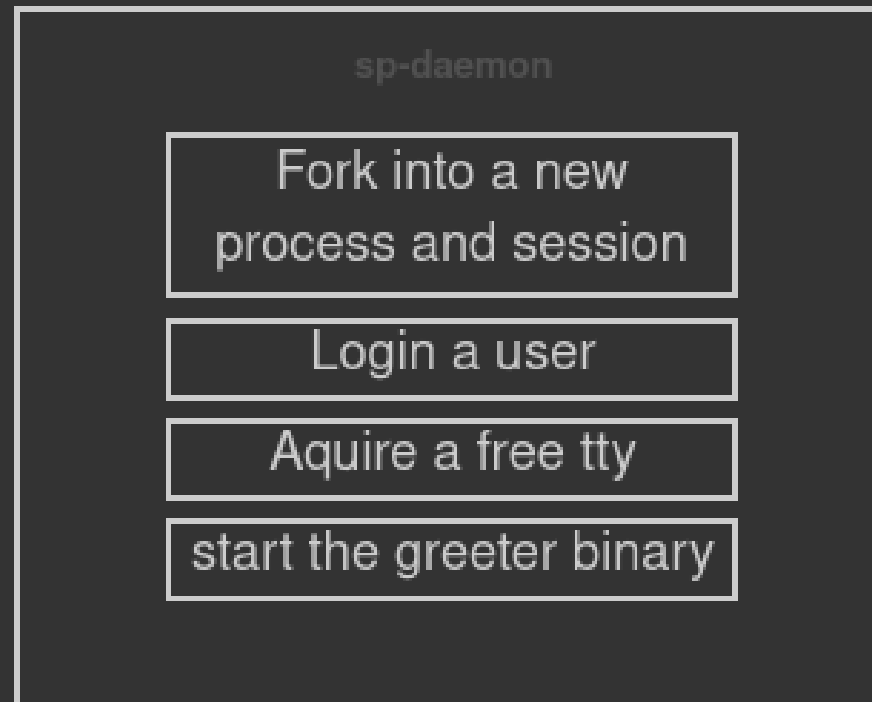 sp-daemon
Fork into a new
process and session
Login a user
Aquire a free tty
start the greeter binary